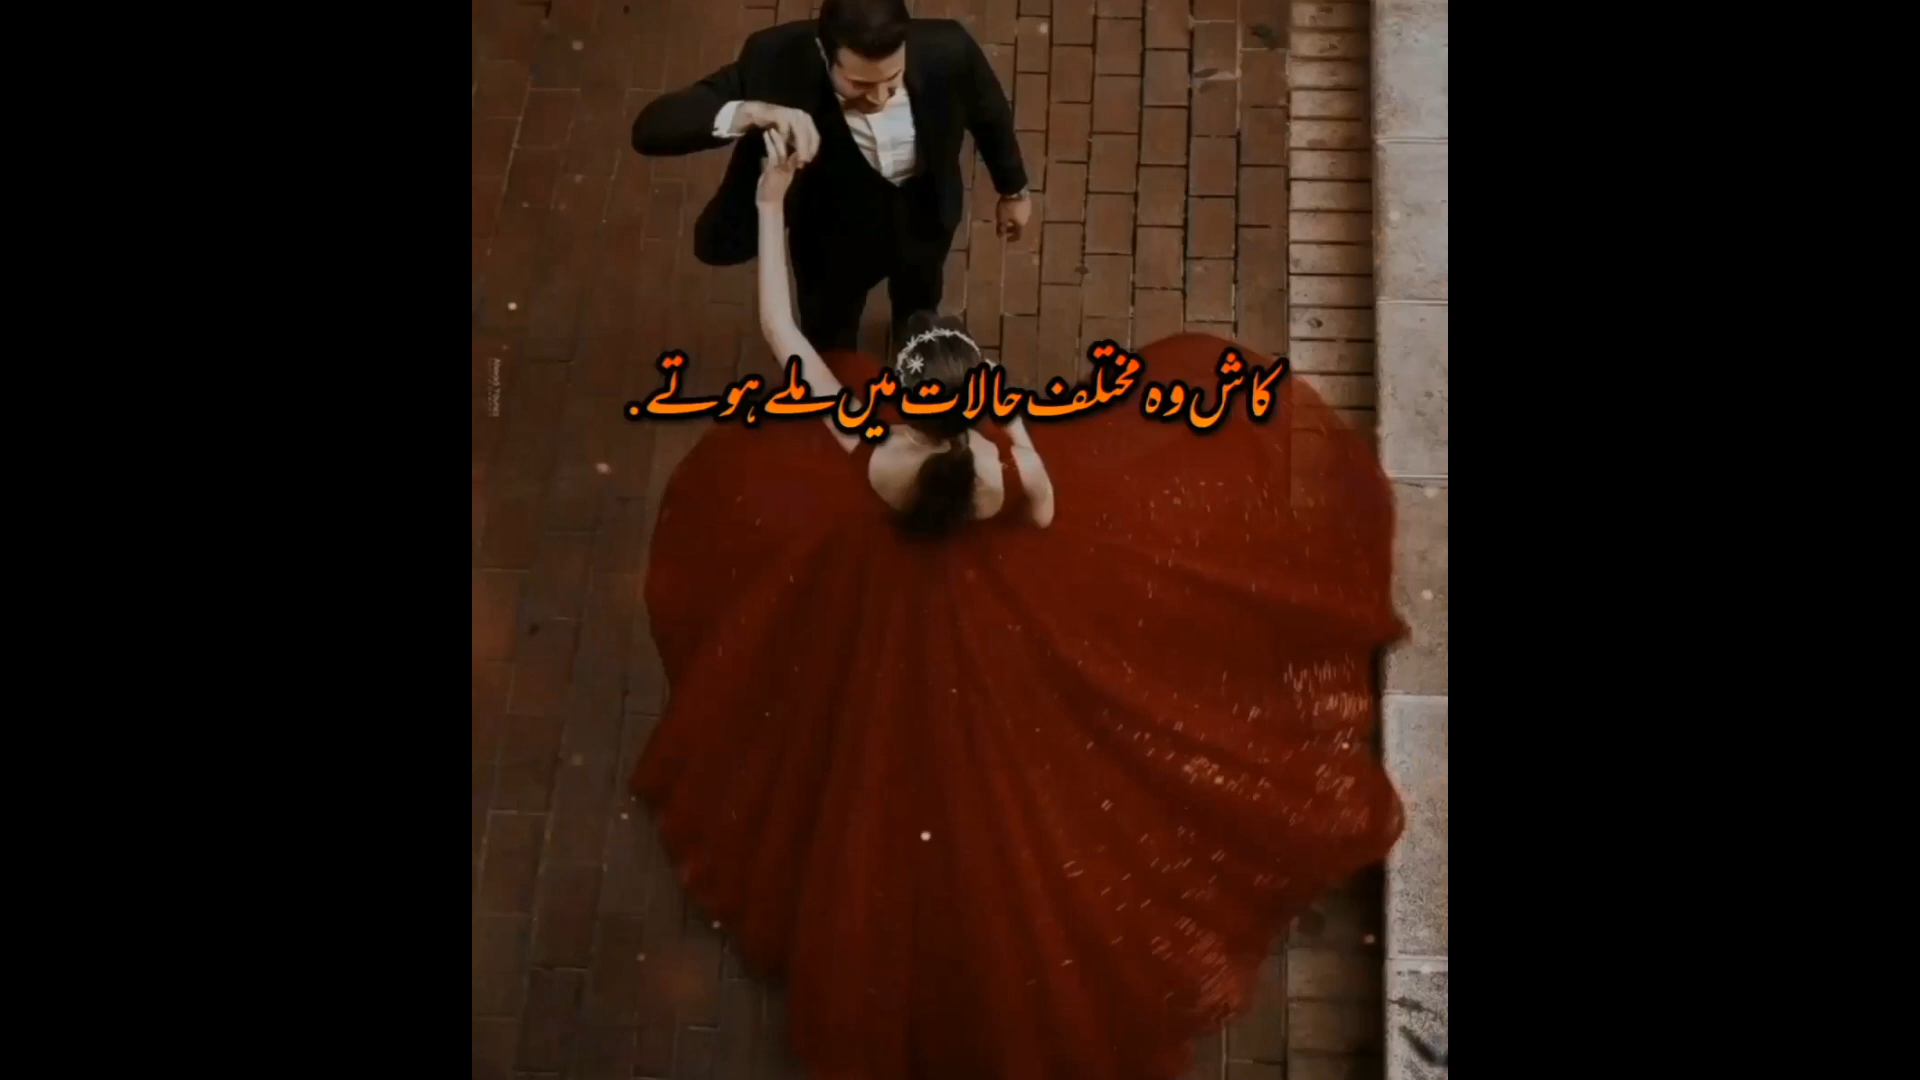 کاش وہ مختلف حالات میں ملے ہوتے.